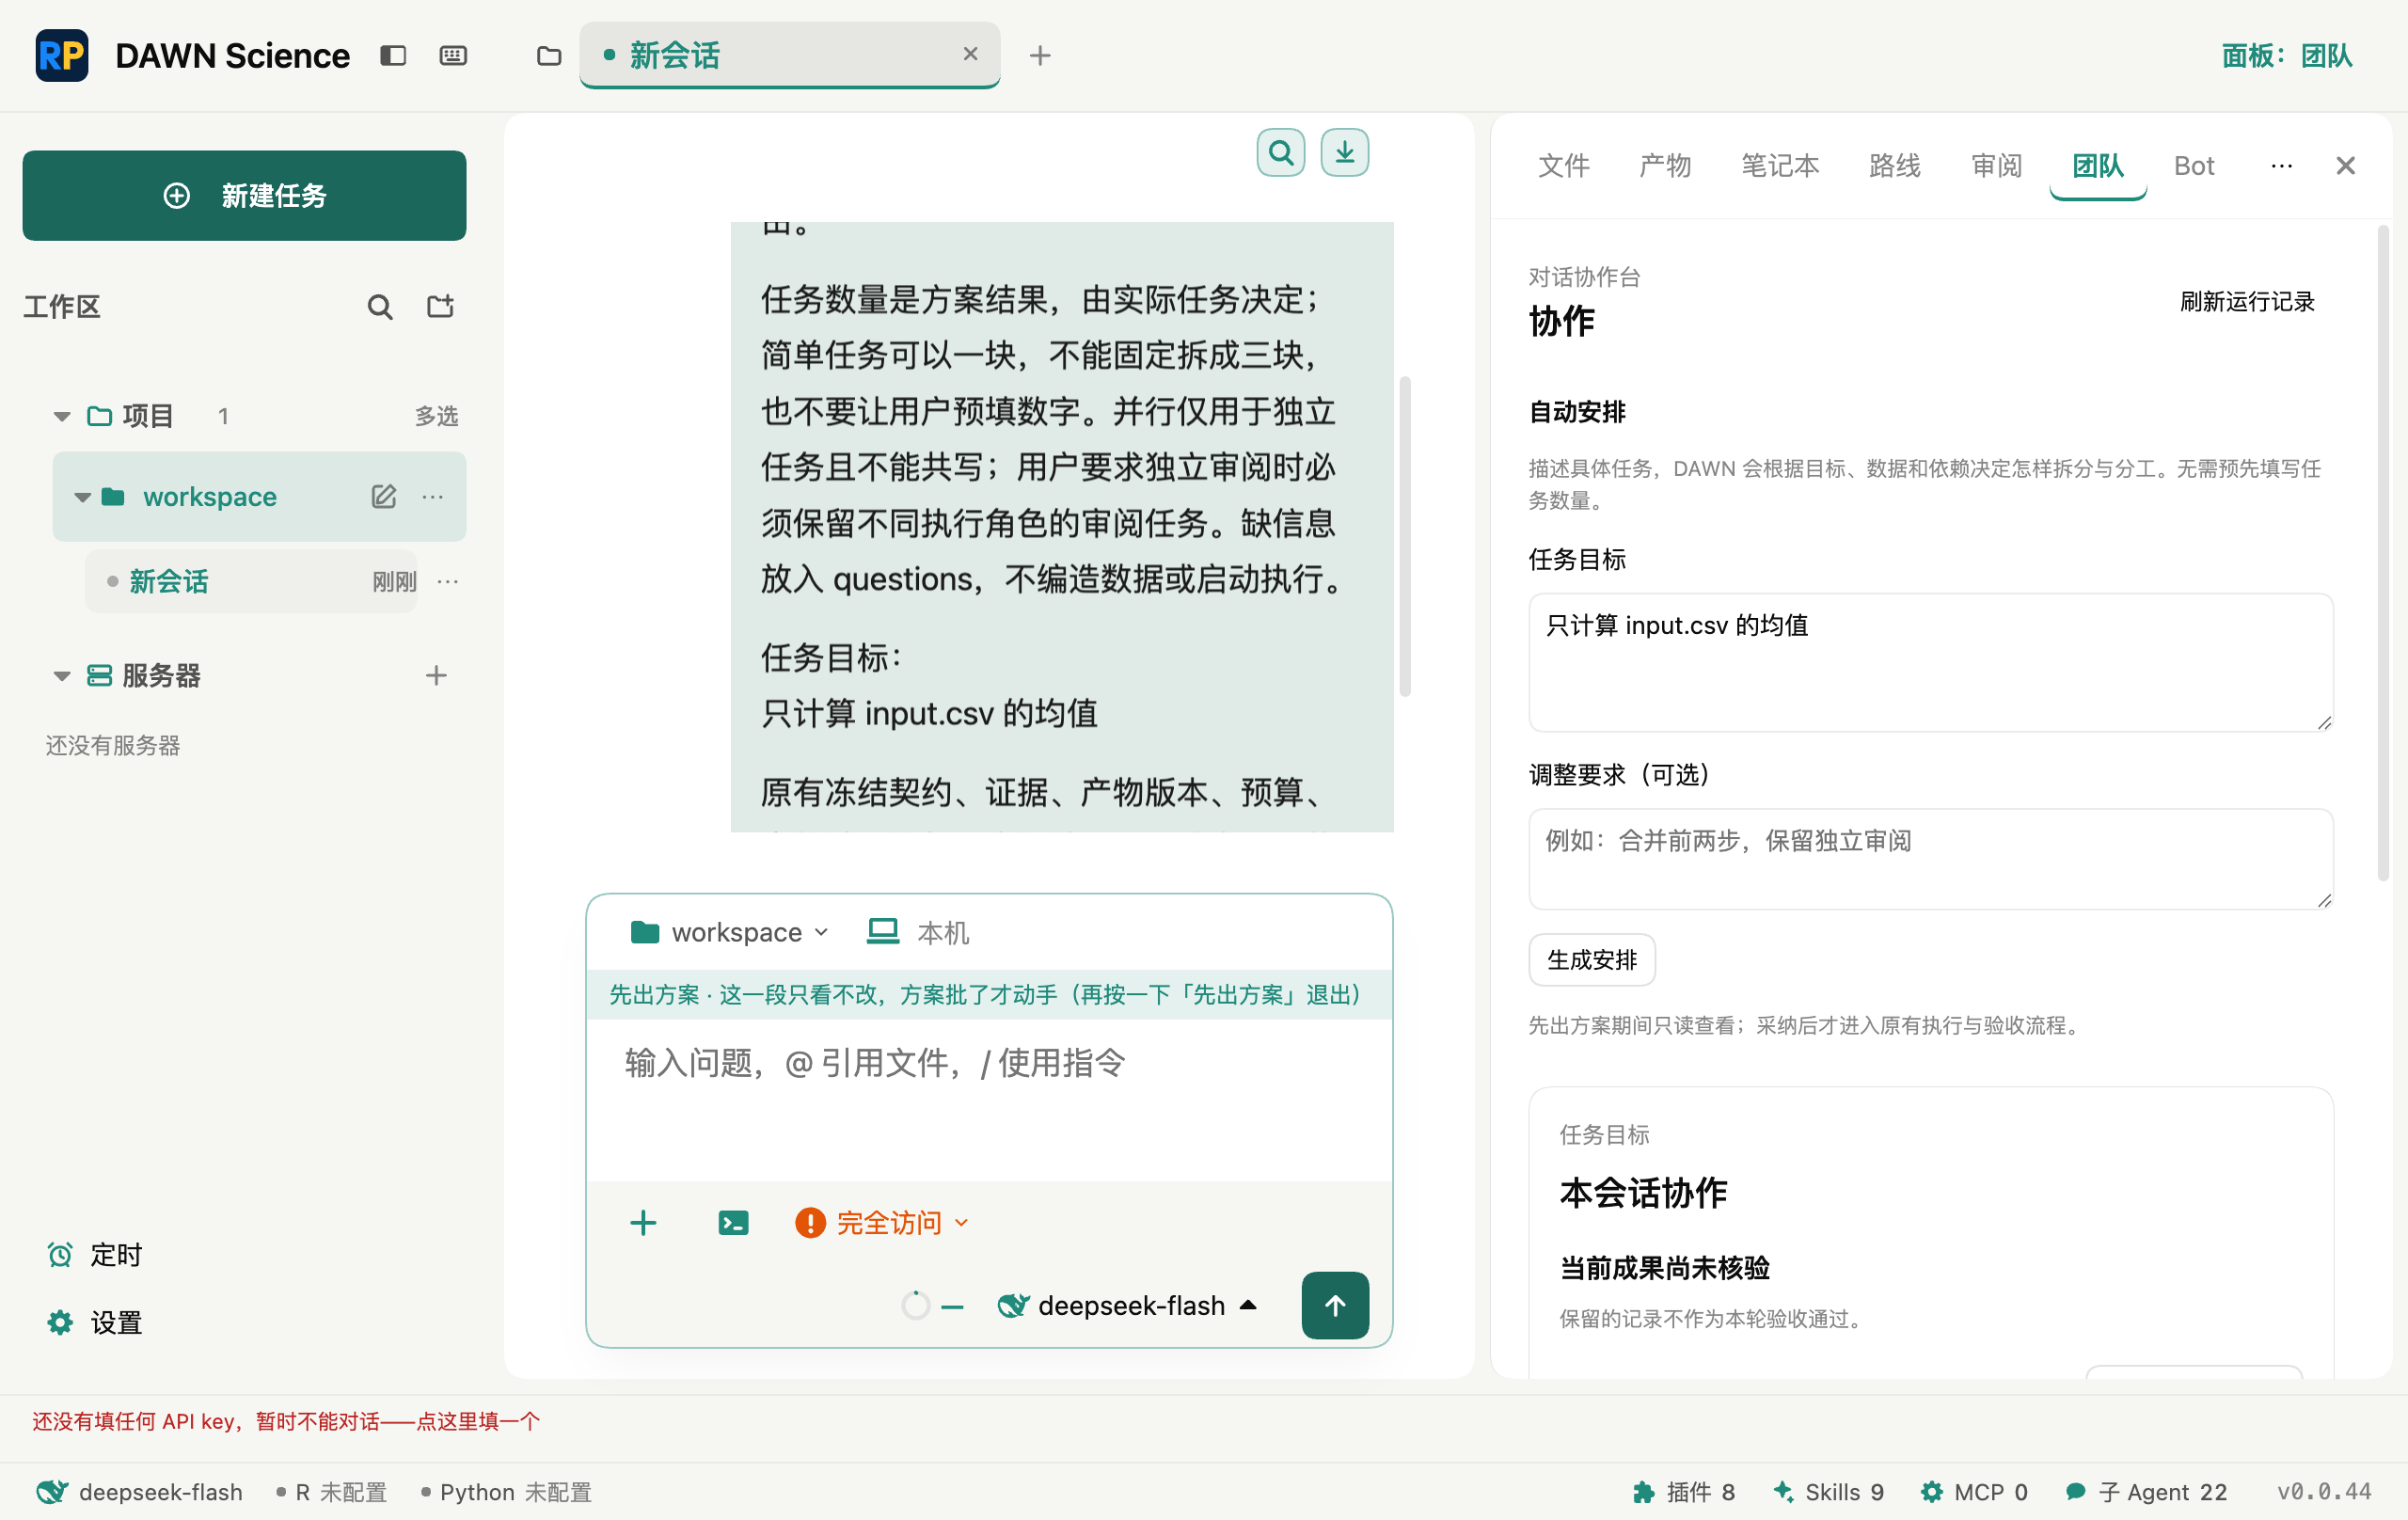 RP DAWN Science
新会话
面板：团队
新建任务
工作区
项目 1 多选
workspace
新会话 刚刚
服务器
还没有服务器
定时
设置
出。
任务数量是方案结果，由实际任务决定；
简单任务可以一块，不能固定拆成三块，
也不要让用户预填数字。并行仅用于独立
任务且不能共写；用户要求独立审阅时必
须保留不同执行角色的审阅任务。缺信息
放入 questions，不编造数据或启动执行。
任务目标：
只计算 input.csv 的均值
原有冻结契约、证据、产物版本、预算、
workspace 本机
先出方案 · 这一段只看不改，方案批了才动手（再按一下「先出方案」退出）
输入问题，@ 引用文件，/ 使用指令
完全访问
deepseek-flash
文件 产物 笔记本 路线 审阅 团队 Bot
对话协作台
协作
刷新运行记录
自动安排
描述具体任务，DAWN 会根据目标、数据和依赖决定怎样拆分与分工。无需预先填写任
务数量。
任务目标
只计算 input.csv 的均值
调整要求（可选）
例如：合并前两步，保留独立审阅
生成安排
先出方案期间只读查看；采纳后才进入原有执行与验收流程。
任务目标
本会话协作
当前成果尚未核验
保留的记录不作为本轮验收通过。
还没有填任何 API key，暂时不能对话——点这里填一个
deepseek-flash R 未配置 Python 未配置
插件 8 Skills 9 MCP 0 子 Agent 22 v0.0.44